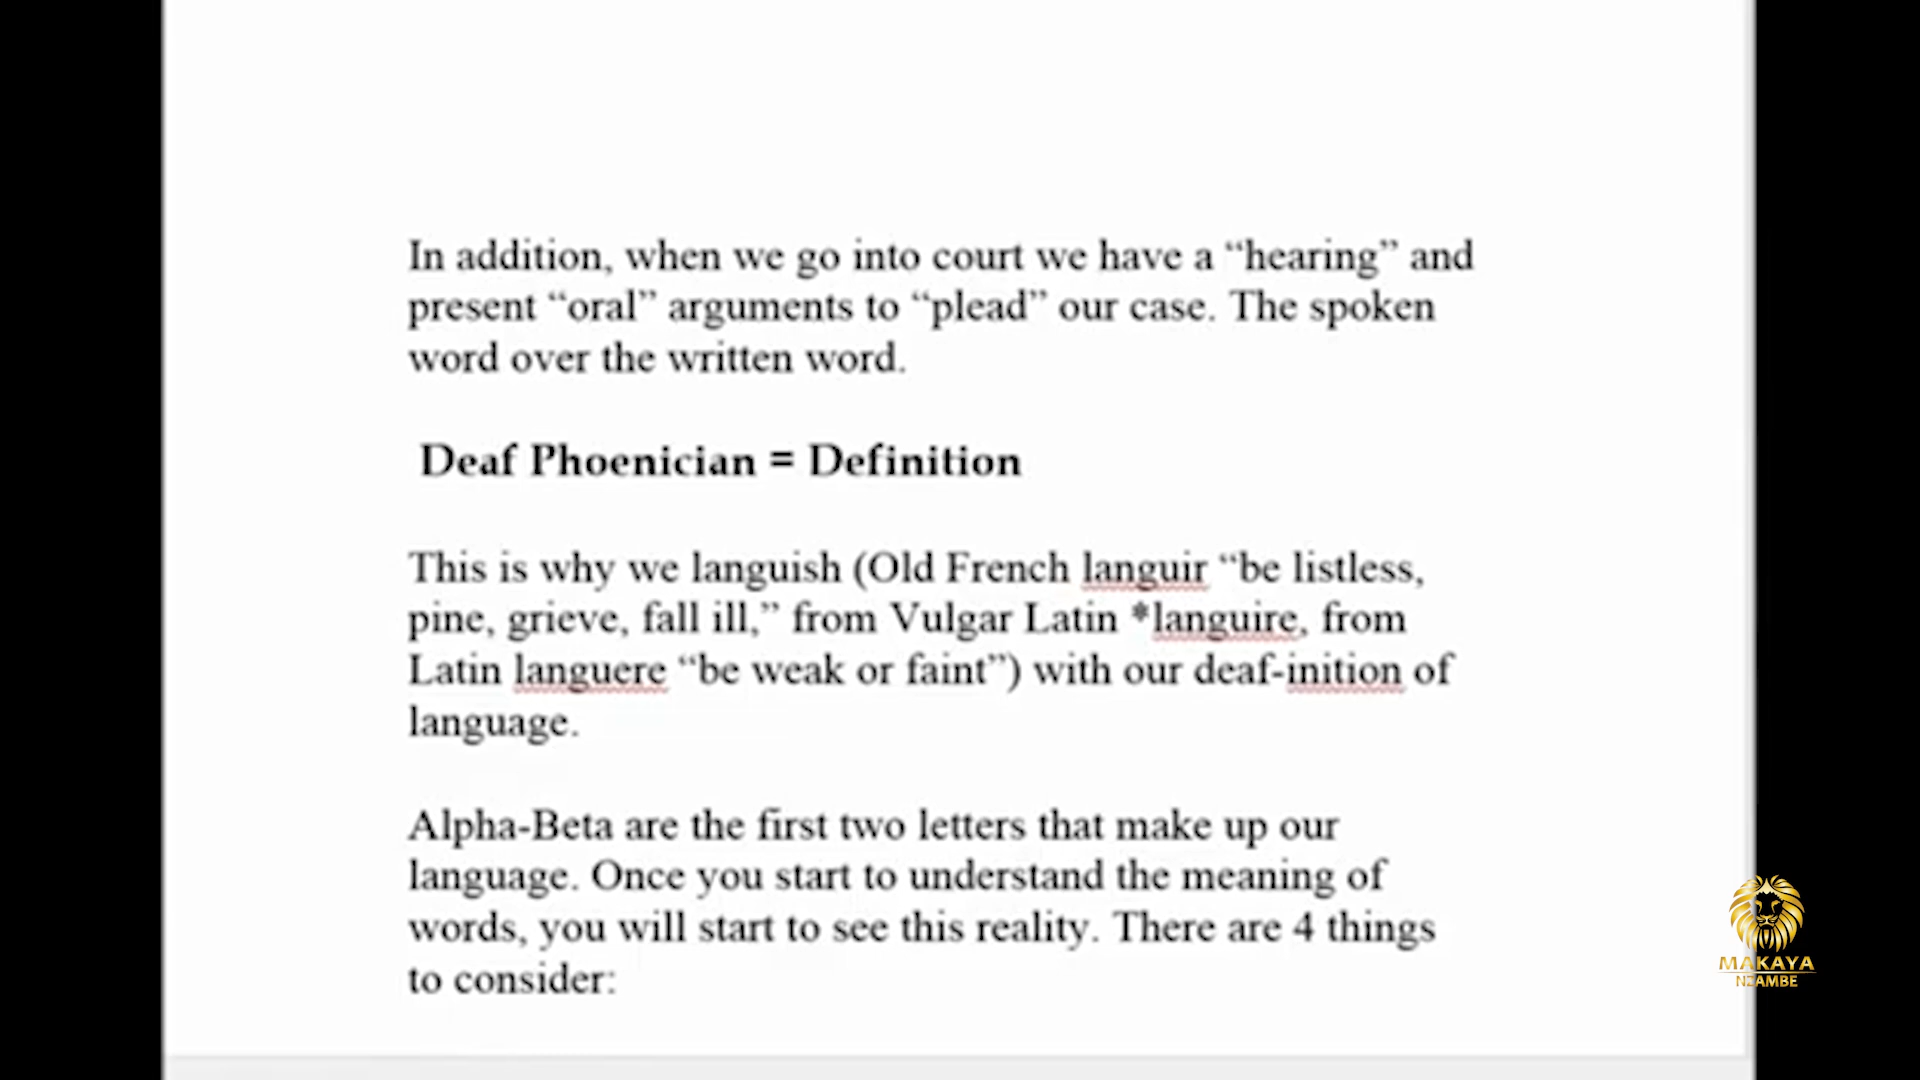 In addition, when we go into court we have a “hearing” and
present “oral” arguments to “plead” our case. The spoken
word over the written word.
Deaf Phoenician = Definition
This is why we languish (Old French languir “be listless,
pine, grieve, fall ill,” from Vulgar Latin *languire, from
Latin languere “be weak or faint”) with our deaf-inition of
language.
Alpha-Beta are the first two letters that make up our
language. Once you start to understand the meaning of
words, you will start to see this reality. There are 4 things
to consider:
MAKAYA
NZAMBE